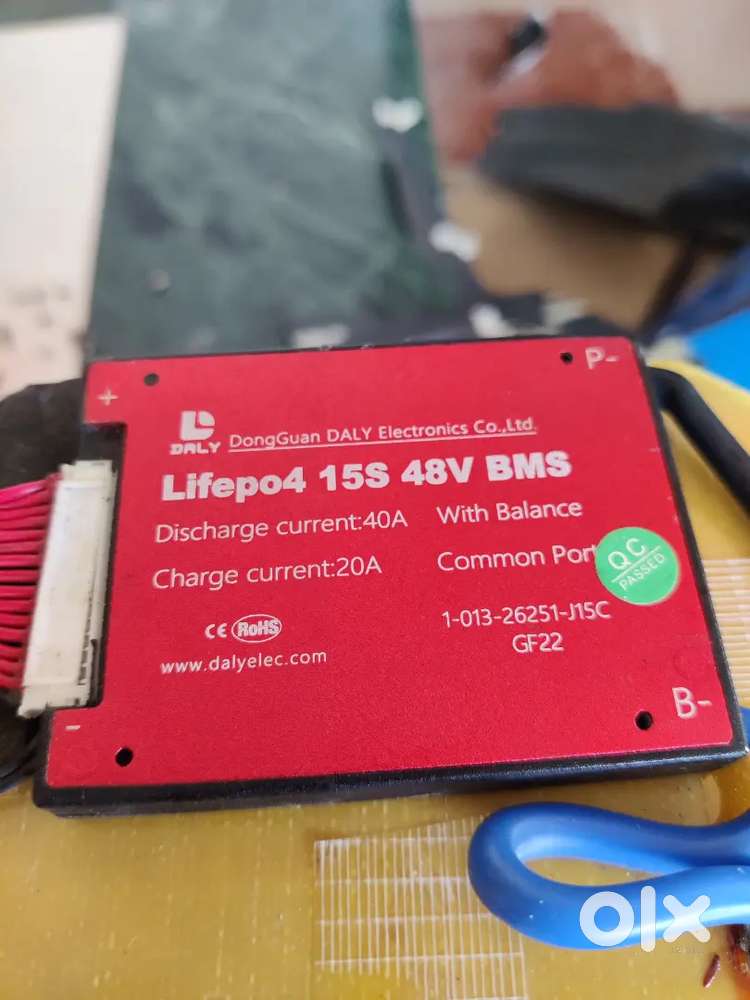 +
P-
DALY
DongGuan DALY Electronics Co.,Ltd.
Lifepo4 15S 48V BMS
Discharge current:40A With Balance
Charge current:20A Common Port
QC
PASSED
CE RoHS
1-013-26251-J15C
www.dalyelec.com
GF22
-
B-
olx